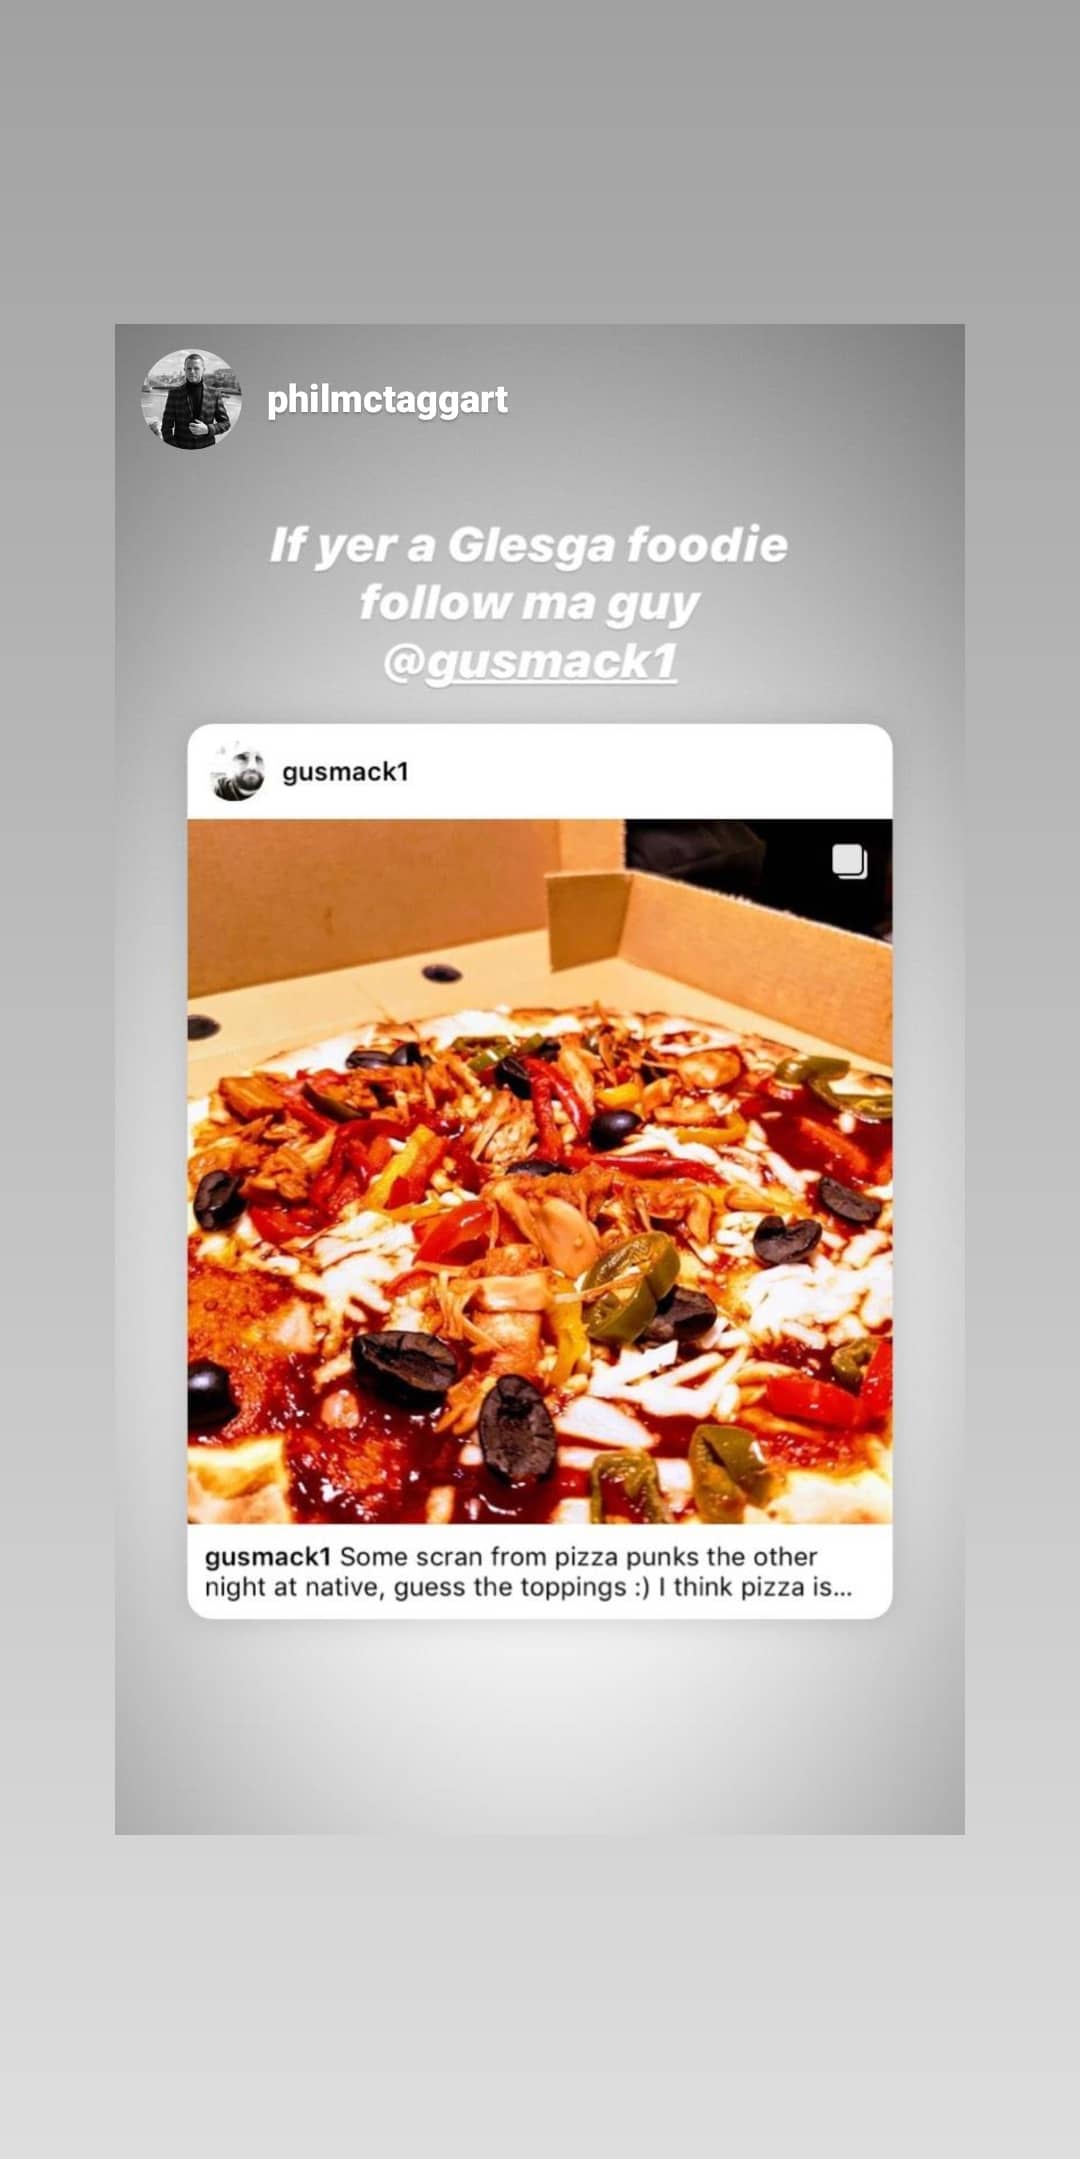 philmctaggart
If yer a Glesga foodie
follow ma guy
@gusmack1
gusmack1
gusmack1 Some scran from pizza punks the other
night at native, guess the toppings :) I think pizza is...